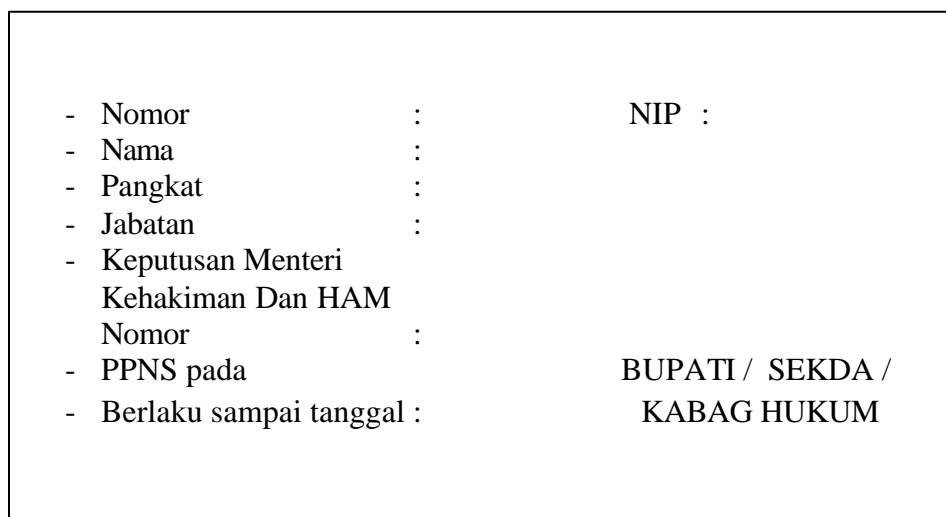 - Nomor : NIP :
- Nama :
- Pangkat :
- Jabatan :
- Keputusan Menteri
Kehakiman Dan HAM
Nomor :
- PPNS pada BUPATI / SEKDA /
- Berlaku sampai tanggal : KABAG HUKUM